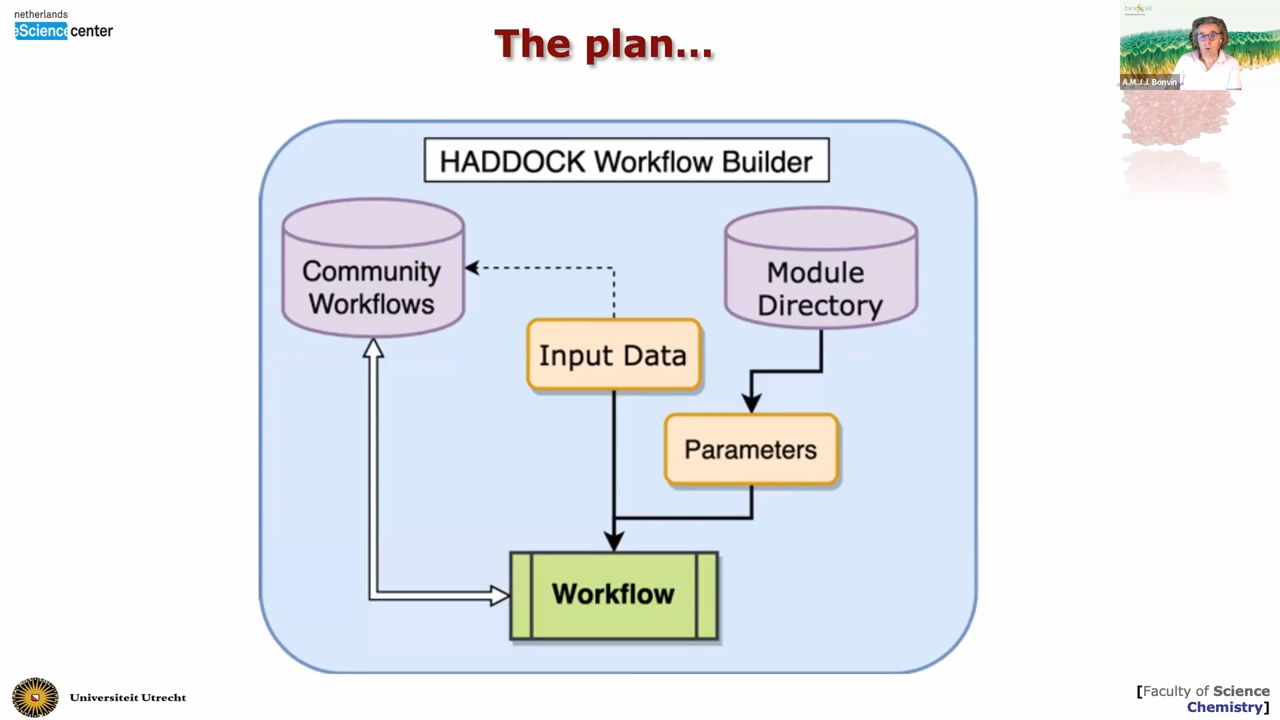 netherlands
eScience center
The plan...
A.M.J.J. Bonvin
HADDOCK Workflow Builder
Community
Workflows
Module
Directory
Input Data
Parameters
Workflow
Universiteit Utrecht
[Faculty of Science
Chemistry]